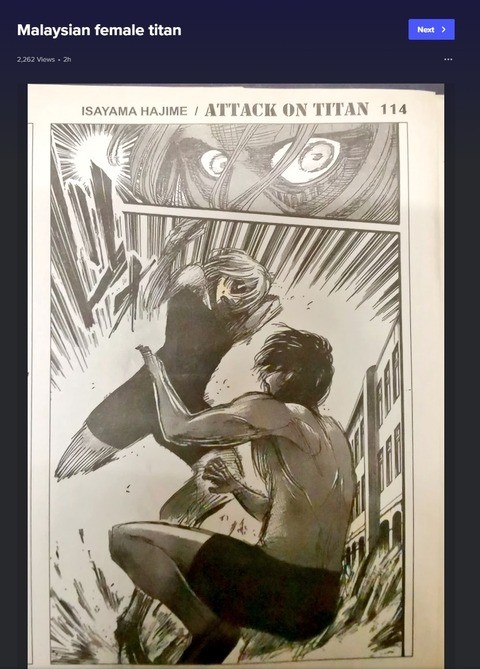 Malaysian female titan
Next
2,262 Views • 2h
ISAYAMA HAJIME / ATTACK ON TITAN 114